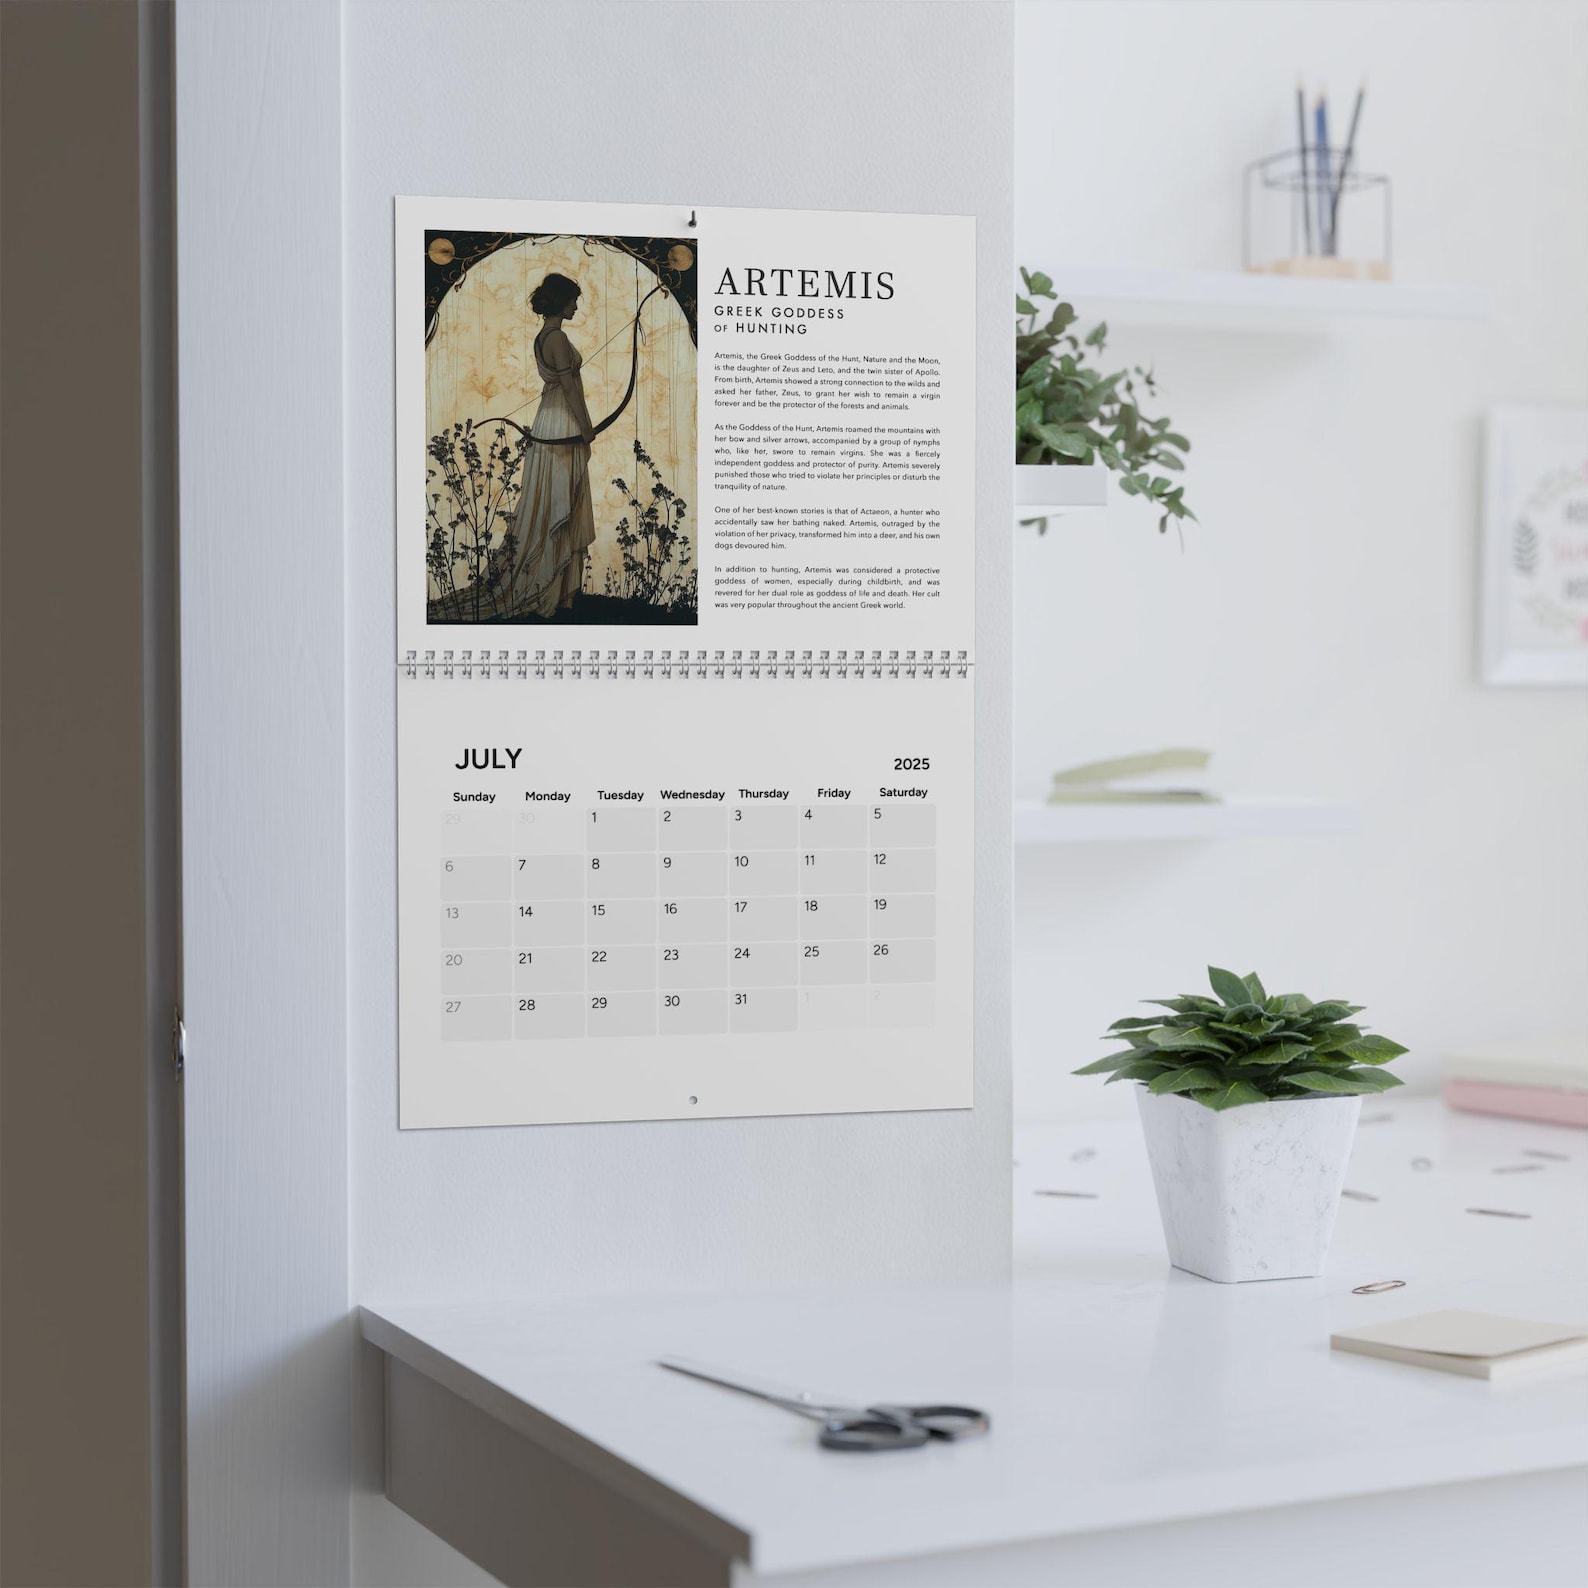 ARTEMIS
GREEK GODDESS
OF HUNTING
Artemis, the Greek Goddess of the Hunt, Nature and the Moon,
is the daughter of Zeus and Leto, and the twin sister of Apollo.
From birth, Artemis showed a strong connection to the wilds and
asked her father, Zeus, to grant her wish to remain a virgin
forever and be the protector of the forests and animals.
As the Goddess of the Hunt, Artemis roamed the mountains with
her bow and silver arrows, accompanied by a group of nymphs
who, like her, swore to remain virgins. She was a fiercely
independent goddess and protector of purity. Artemis severely
punished those who tried to violate her principles or disturb the
tranquility of nature.
One of her best-known stories is that of Actaeon, a hunter who
accidentally saw her bathing naked. Artemis, outraged by the
violation of her privacy, transformed him into a deer, and his own
dogs devoured him.
In addition to hunting, Artemis was considered a protective
goddess of women, especially during childbirth, and was
revered for her dual role as goddess of life and death. Her cult
was very popular throughout the ancient Greek world.
JULY 2025
Sunday Monday Tuesday Wednesday Thursday Friday Saturday
29 30 1 2 3 4 5
6 7 8 9 10 11 12
13 14 15 16 17 18 19
20 21 22 23 24 25 26
27 28 29 30 31 1 2